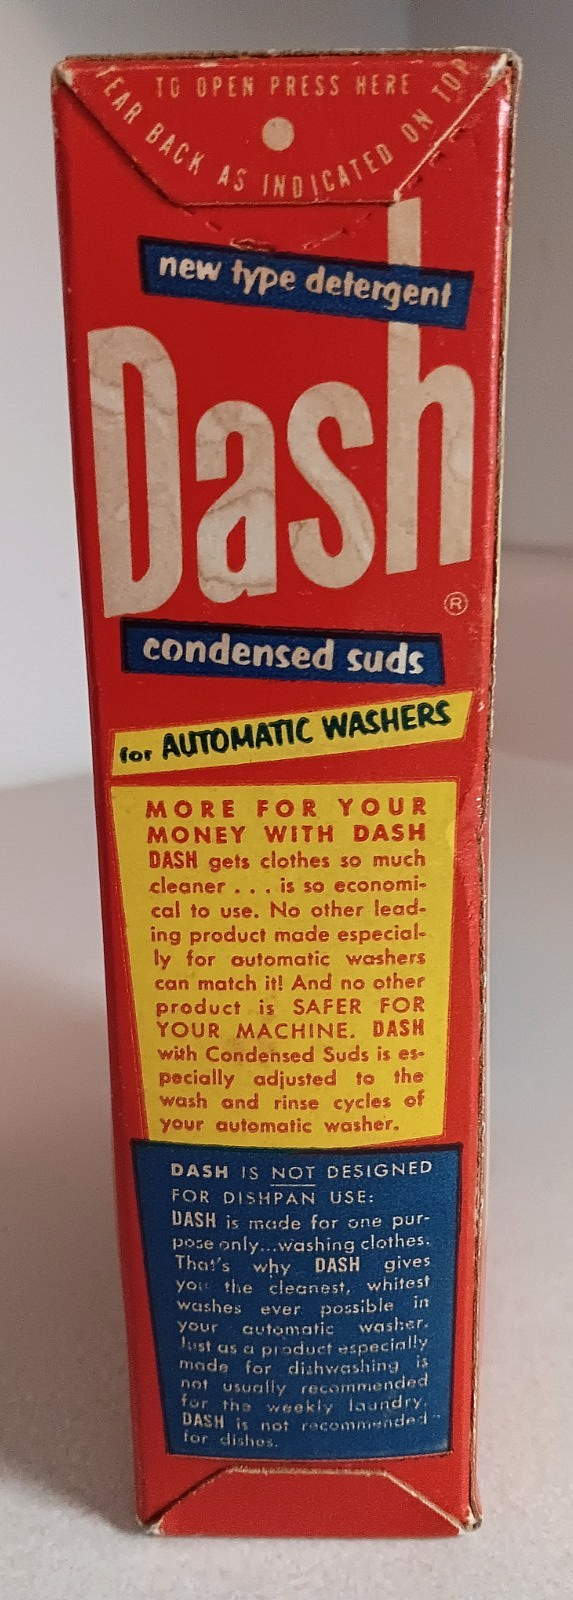 TO OPEN PRESS HERE
TEAR BACK AS INDICATED ON TOP
new type detergent
Dash
®
condensed suds
for AUTOMATIC WASHERS
MORE FOR YOUR
MONEY WITH DASH
DASH gets clothes so much
cleaner . . . is so economi-
cal to use. No other lead-
ing product made especial-
ly for automatic washers
can match it! And no other
product is SAFER FOR
YOUR MACHINE. DASH
with Condensed Suds is es-
pecially adjusted to the
wash and rinse cycles of
your automatic washer.
DASH IS NOT DESIGNED
FOR DISHPAN USE:
DASH is made for one pur-
pose only...washing clothes.
That's why DASH gives
you the cleanest, whitest
washes ever possible in
your automatic washer.
Just as a product especially
made for dishwashing is
not usually recommended
for the weekly laundry,
DASH is not recommended
for dishes.